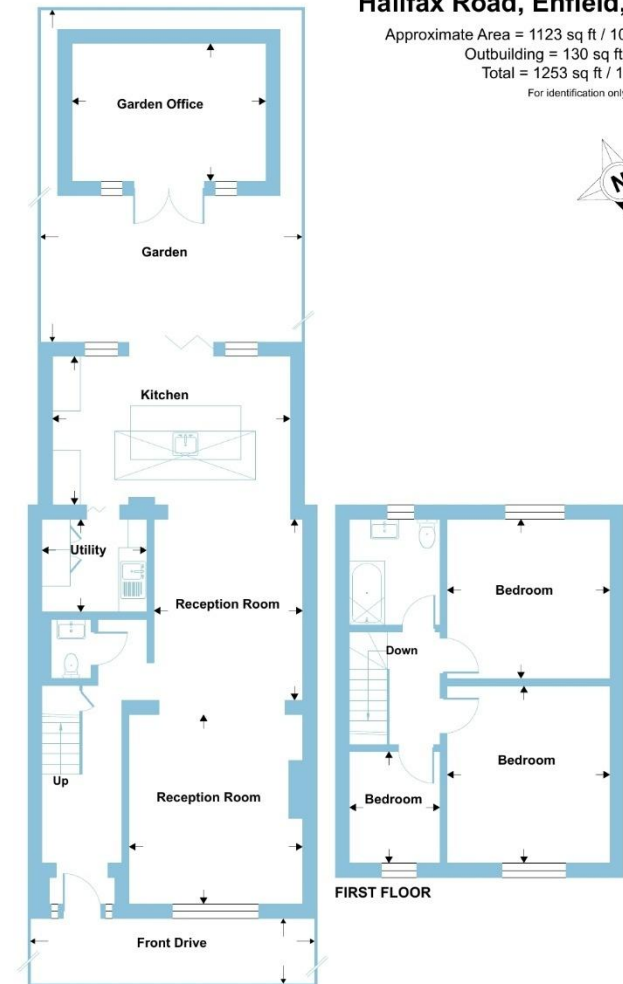 Halifax Road, Enfield,
Approximate Area = 1123 sq ft / 10
Outbuilding = 130 sq ft
Total = 1253 sq ft / 1
For identification only
N
Garden Office
Garden
Kitchen
Utility
Reception Room
Reception Room
Up
Front Drive
Bedroom
Down
Bedroom
Bedroom
FIRST FLOOR